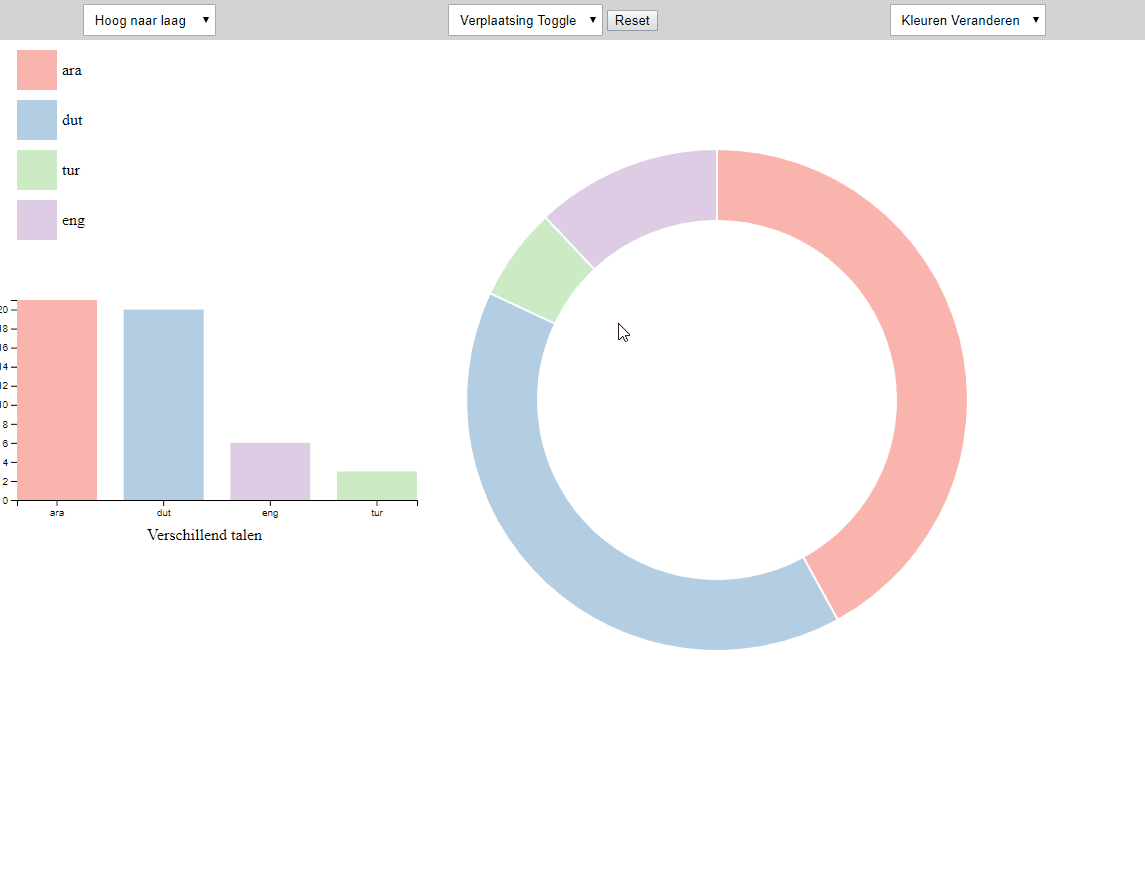 Hoog naar laag Verplaatsing Toggle Reset Kleuren Veranderen
ara
dut
tur
eng
20
18
16
14
12
10
8
6
4
2
0
ara dut eng tur
Verschillend talen